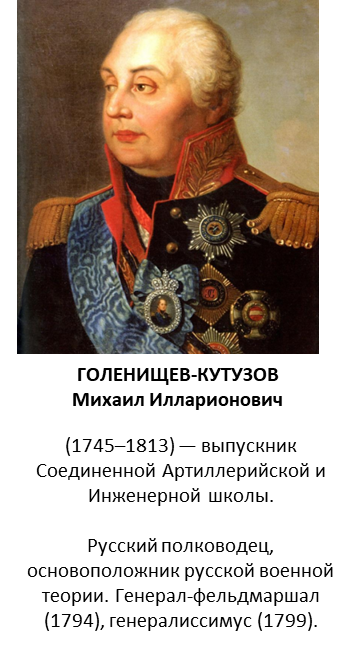 ГОЛЕНИЩЕВ-КУТУЗОВ
Михаил Илларионович
(1745–1813) — выпускник
Соединенной Артиллерийской и
Инженерной школы.
Русский полководец,
основоположник русской военной
теории. Генерал-фельдмаршал
(1794), генералиссимус (1799).